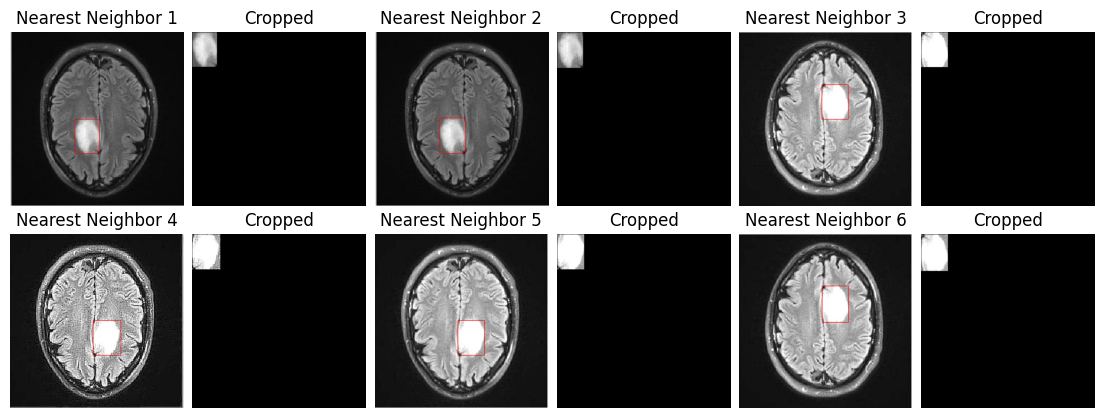 Nearest Neighbor 1
Cropped
Nearest Neighbor 2
Cropped
Nearest Neighbor 3
Cropped
Nearest Neighbor 4
Cropped
Nearest Neighbor 5
Cropped
Nearest Neighbor 6
Cropped